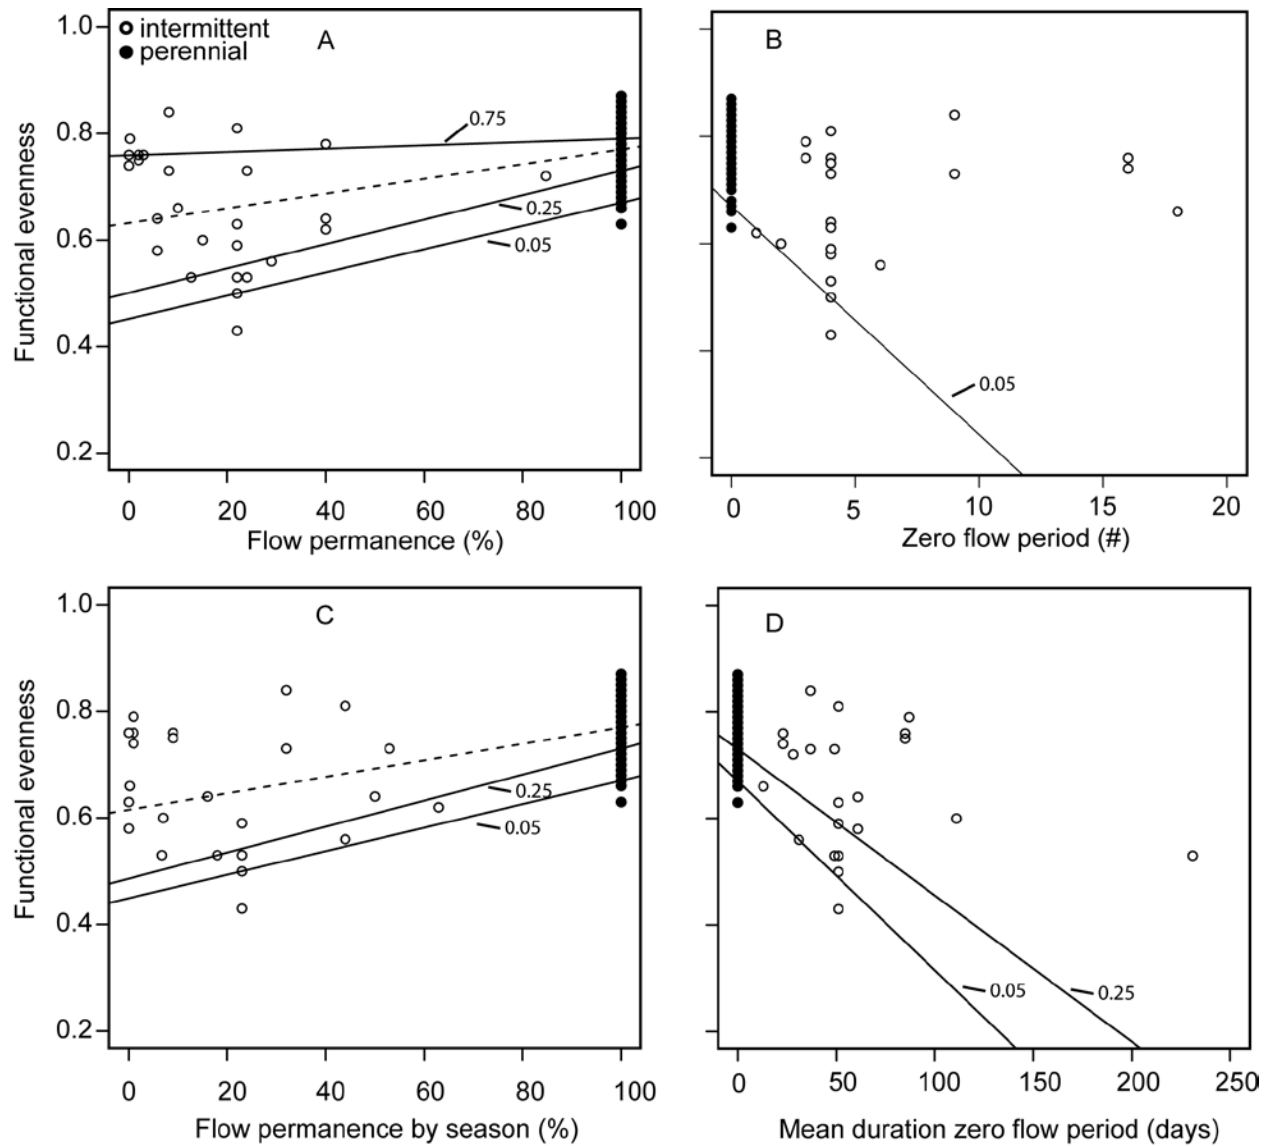 intermittent
perennial
A
1.0
0.8
0.6
0.4
0.2
Functional evenness
0.75
0.25
0.05
0 20 40 60 80 100
Flow permanence (%)
B
0.05
0 5 10 15 20
Zero flow period (#)
C
1.0
0.8
0.6
0.4
0.2
Functional evenness
0.25
0.05
0 20 40 60 80 100
Flow permanence by season (%)
D
0.05
0.25
0 50 100 150 200 250
Mean duration zero flow period (days)